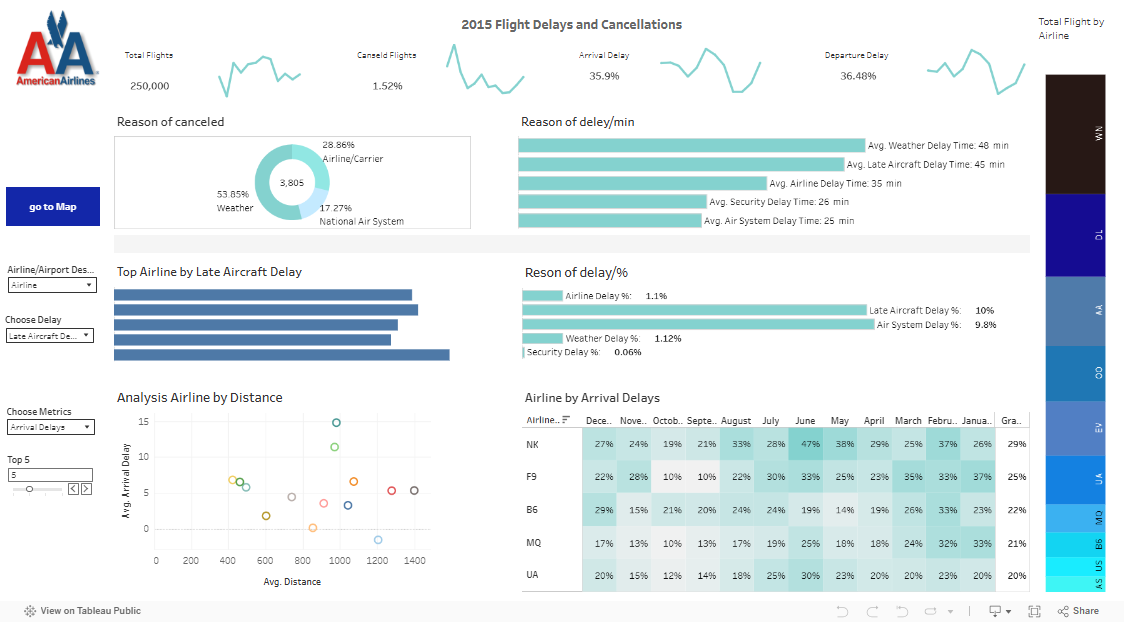 2015 Flight Delays and Cancellations
Total Flight by
Airline
AmericanAirlines
Total Flights
250,000
Canseld Flights
1.52%
Arrival Delay
35.9%
Departure Delay
36.48%
Reason of canceled
28.86%
Airline/Carrier
3,805
53.85%
Weather
17.27%
National Air System
Reason of deley/min
Avg. Weather Delay Time: 48 min
Avg. Late Aircraft Delay Time: 45 min
Avg. Airline Delay Time: 35 min
Avg. Security Delay Time: 26 min
Avg. Air System Delay Time: 25 min
go to Map
Airline/Airport Des...
Airline
Choose Delay
Late Aircraft De...
Top Airline by Late Aircraft Delay
Reson of delay/%
Airline Delay %: 1.1%
Late Aircraft Delay %: 10%
Air System Delay %: 9.8%
Weather Delay %: 1.12%
Security Delay %: 0.06%
Choose Metrics
Arrival Delays
Top 5
5
Analysis Airline by Distance
15
10
5
0
Avg. Arrival Delay
0 200 400 600 800 1000 1200 1400
Avg. Distance
Airline by Arrival Delays
Airline.. Dece.. Nove.. Octob.. Septe.. August July June May April March Febru.. Janua.. Gra..
NK 27% 24% 19% 21% 33% 28% 47% 38% 29% 25% 37% 26% 29%
F9 22% 28% 10% 10% 22% 30% 33% 25% 23% 35% 33% 37% 25%
B6 29% 15% 21% 20% 24% 24% 19% 14% 19% 26% 33% 23% 22%
MQ 17% 13% 10% 13% 17% 19% 25% 18% 18% 24% 32% 33% 21%
UA 20% 15% 12% 14% 18% 25% 30% 23% 20% 20% 23% 20% 20%
WN
DL
AA
OO
EV
UA
MQ
B6
US
AS
View on Tableau Public
Share